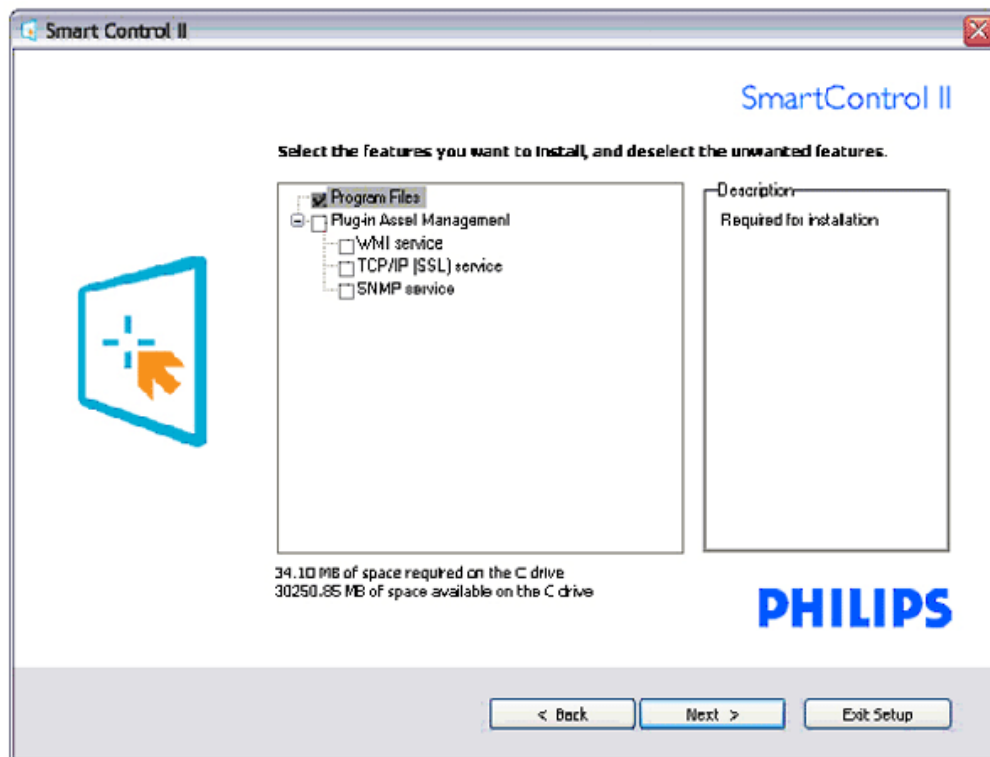 Smart Control II
SmartControl II
Select the features you want to install, and deselect the unwanted features.
Program Files
Plug-in Asset Management
WMI service
TCP/IP (SSL) service
SNMP service
Description
Required for installation
34.10 MB of space required on the C drive
30250.85 MB of space available on the C drive
PHILIPS
< Back
Next >
Exit Setup